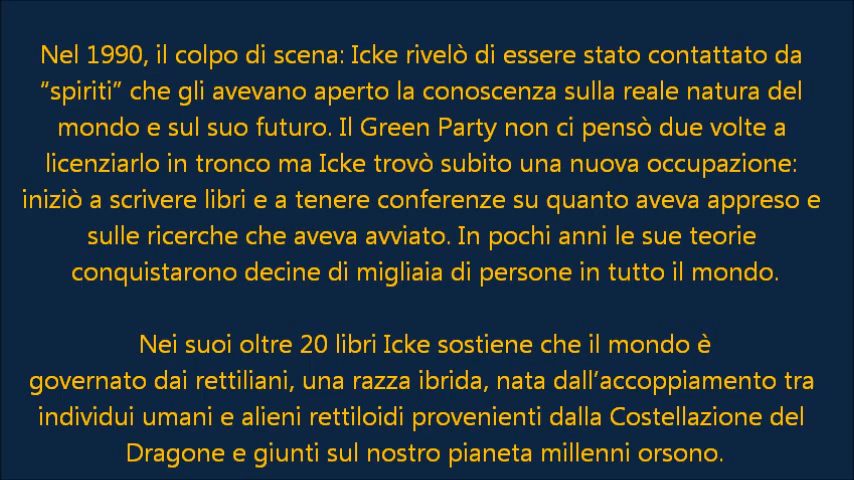 Nel 1990, il colpo di scena: Icke rivelò di essere stato contattato da
“spiriti” che gli avevano aperto la conoscenza sulla reale natura del
mondo e sul suo futuro. Il Green Party non ci pensò due volte a
licenziarlo in tronco ma Icke trovò subito una nuova occupazione:
iniziò a scrivere libri e a tenere conferenze su quanto aveva appreso e
sulle ricerche che aveva avviato. In pochi anni le sue teorie
conquistarono decine di migliaia di persone in tutto il mondo.
Nei suoi oltre 20 libri Icke sostiene che il mondo è
governato dai rettiliani, una razza ibrida, nata dall’accoppiamento tra
individui umani e alieni rettiloidi provenienti dalla Costellazione del
Dragone e giunti sul nostro pianeta millenni orsono.